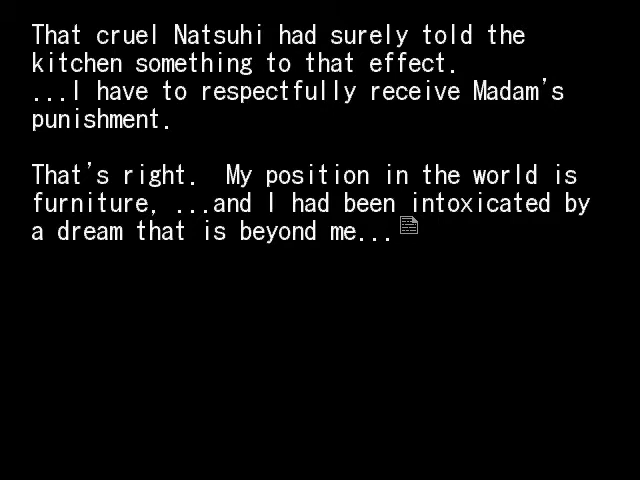 That cruel Natsuhi had surely told the
kitchen something to that effect.
...I have to respectfully receive Madam's
punishment.
That's right.  My position in the world is
furniture, ...and I had been intoxicated by
a dream that is beyond me...